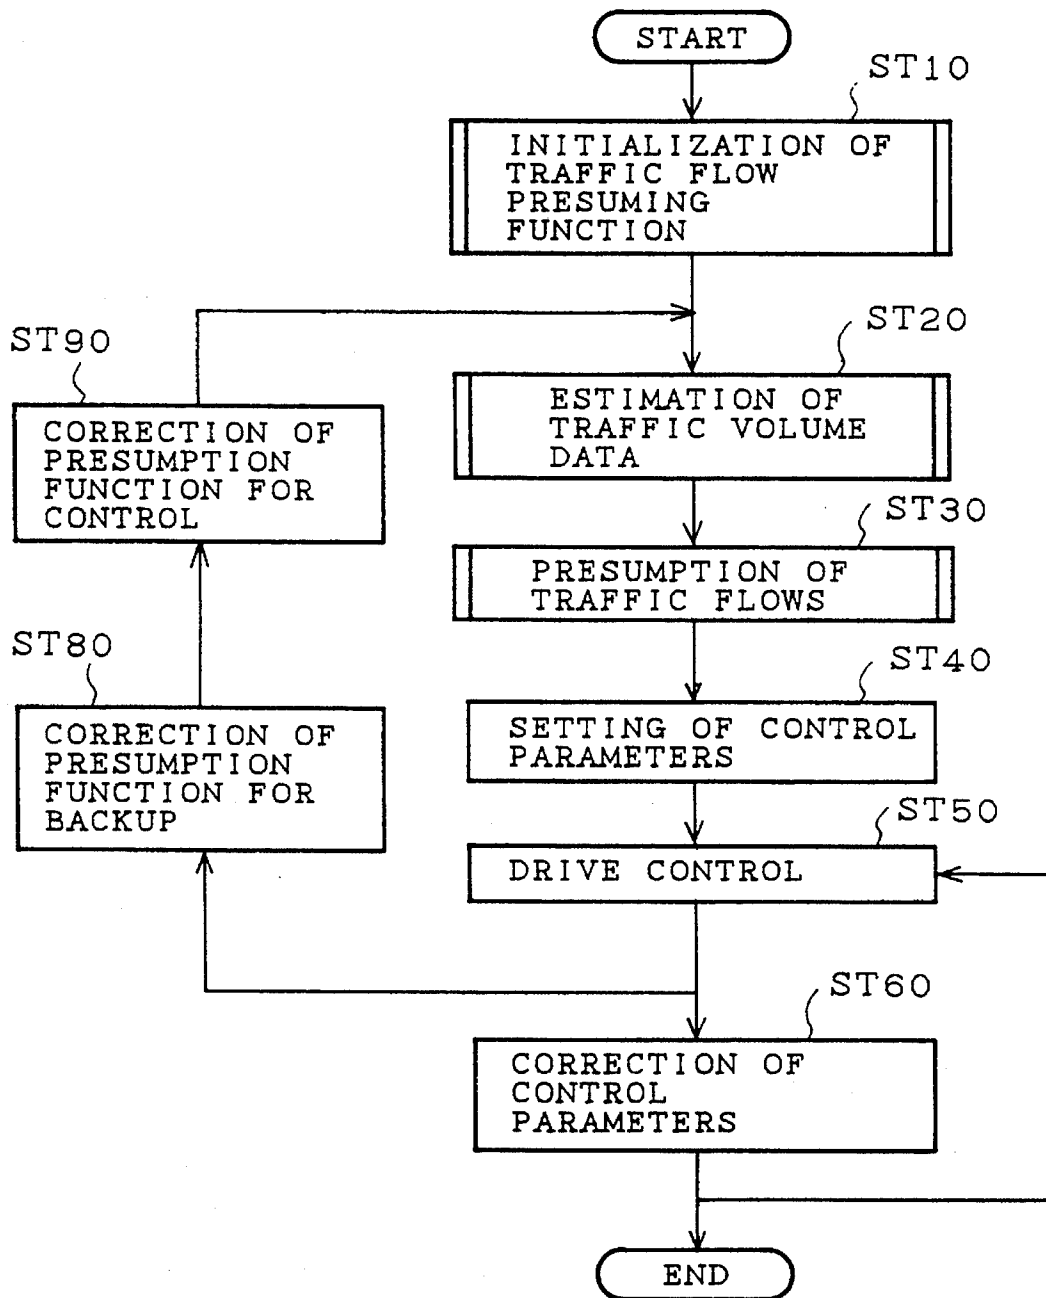 START
ST10
INITIALIZATION OF
TRAFFIC FLOW
PRESUMING
FUNCTION
ST20
ESTIMATION OF
TRAFFIC VOLUME
DATA
ST30
PRESUMPTION OF
TRAFFIC FLOWS
ST40
SETTING OF CONTROL
PARAMETERS
ST50
DRIVE CONTROL
ST60
CORRECTION OF
CONTROL
PARAMETERS
END
ST90
CORRECTION OF
PRESUMPTION
FUNCTION FOR
CONTROL
ST80
CORRECTION OF
PRESUMPTION
FUNCTION FOR
BACKUP